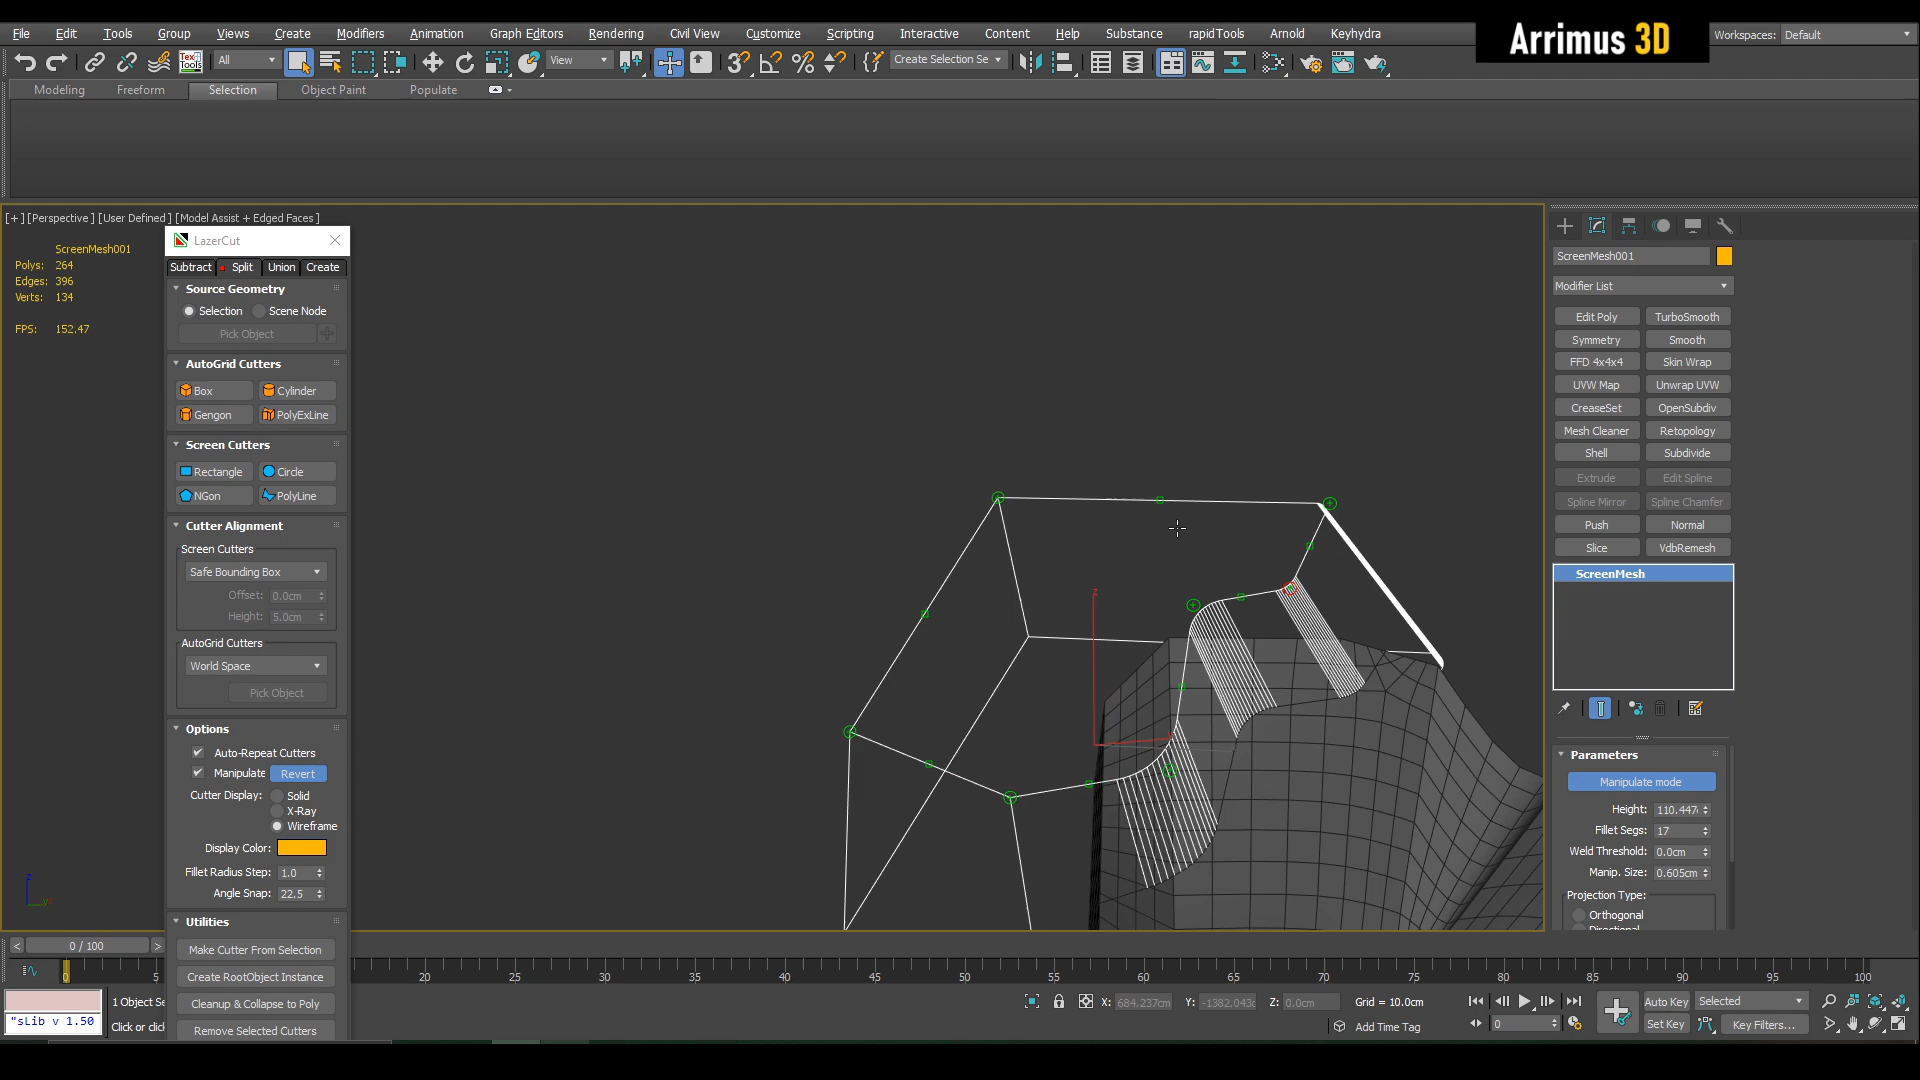 File Edit Tools Group Views Create Modifiers Animation Graph Editors Rendering Civil View Customize Scripting Interactive Content Help Substance rapidTools Arnold Keyhydra
Arrimus 3D
Workspaces: Default
All View Create Selection Se
Modeling Freeform Selection Object Paint Populate
[+] [Perspective ] [User Defined ] [Model Assist + Edged Faces ]
ScreenMesh001
Polys: 264
Edges: 396
Verts: 134
FPS: 152.47
LazerCut
Subtract Split Union Create
Source Geometry
Selection Scene Node
Pick Object
AutoGrid Cutters
Box Cylinder
Gengon PolyExLine
Screen Cutters
Rectangle Circle
NGon PolyLine
Cutter Alignment
Screen Cutters
Safe Bounding Box
Offset: 0.0cm
Height: 5.0cm
AutoGrid Cutters
World Space
Pick Object
Options
Auto-Repeat Cutters
Manipulate Revert
Cutter Display: Solid
X-Ray
Wireframe
Display Color:
Fillet Radius Step: 1.0
Angle Snap: 22.5
Utilities
Make Cutter From Selection
Create RootObject Instance
Cleanup & Collapse to Poly
Remove Selected Cutters
ScreenMesh001
Modifier List
Edit Poly TurboSmooth
Symmetry Smooth
FFD 4x4x4 Skin Wrap
UVW Map Unwrap UVW
CreaseSet OpenSubdiv
Mesh Cleaner Retopology
Shell Subdivide
Extrude Edit Spline
Spline Mirror Spline Chamfer
Push Normal
Slice VdbRemesh
ScreenMesh
Parameters
Manipulate mode
Height: 110.447
Fillet Segs: 17
Weld Threshold: 0.0cm
Manip. Size: 0.605cm
Projection Type:
Orthogonal
Directional
< 0 / 100 >
0 5 20 25 30 35 40 45 50 55 60 65 70 75 80 85 90 95 100
1 Object Se
X: 684.237cm Y: -1382.043c Z: 0.0cm Grid = 10.0cm
Auto Key Selected
"sLib v 1.50
Click or clic
Add Time Tag
0
Set Key Key Filters...